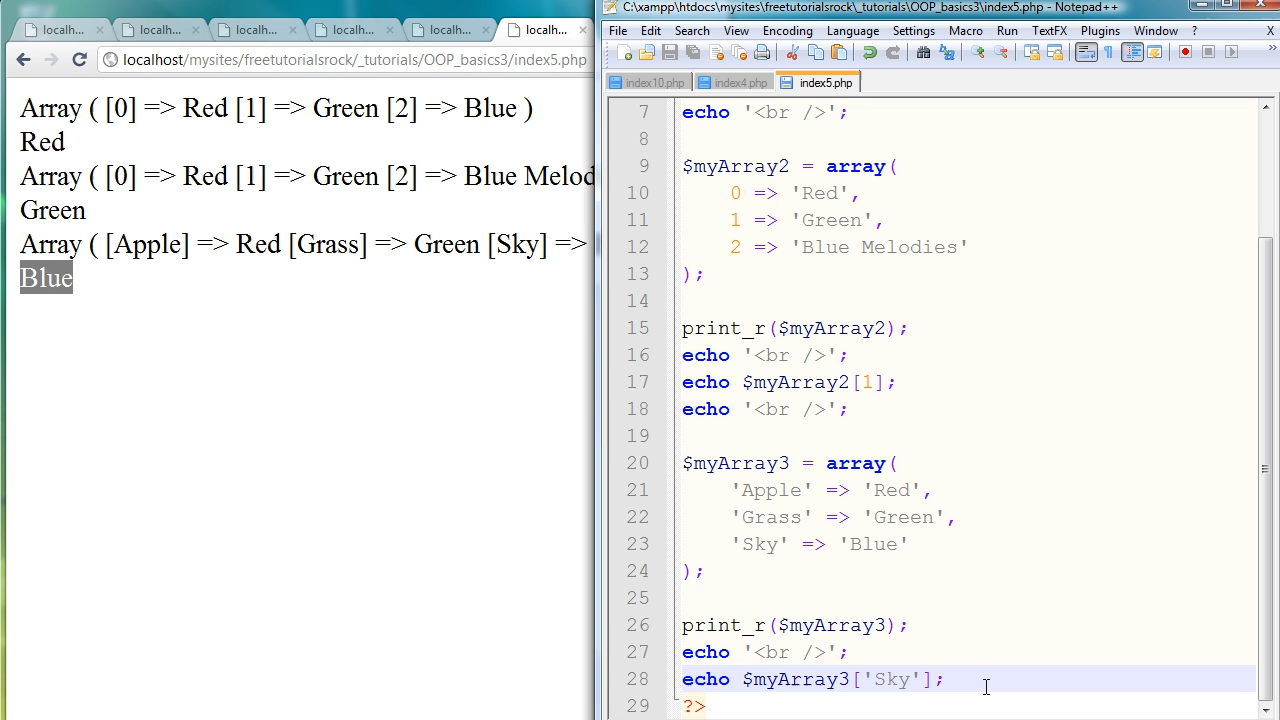 localh...
localh...
localh...
localh...
localh...
localh...
localhost/mysites/freetutorialsrock/_tutorials/OOP_basics3/index5.php
Array ( [0] => Red [1] => Green [2] => Blue )
Red
Array ( [0] => Red [1] => Green [2] => Blue Melod
Green
Array ( [Apple] => Red [Grass] => Green [Sky] =>
Blue
C:\xampp\htdocs\mysites\freetutorialsrock\_tutorials\OOP_basics3\index5.php - Notepad++
File Edit Search View Encoding Language Settings Macro Run TextFX Plugins Window ? X
index10.php index4.php index5.php
7 echo '<br />';
8
9 $myArray2 = array(
10 0 => 'Red',
11 1 => 'Green',
12 2 => 'Blue Melodies'
13 );
14
15 print_r($myArray2);
16 echo '<br />';
17 echo $myArray2[1];
18 echo '<br />';
19
20 $myArray3 = array(
21 'Apple' => 'Red',
22 'Grass' => 'Green',
23 'Sky' => 'Blue'
24 );
25
26 print_r($myArray3);
27 echo '<br />';
28 echo $myArray3['Sky'];
29 ?>